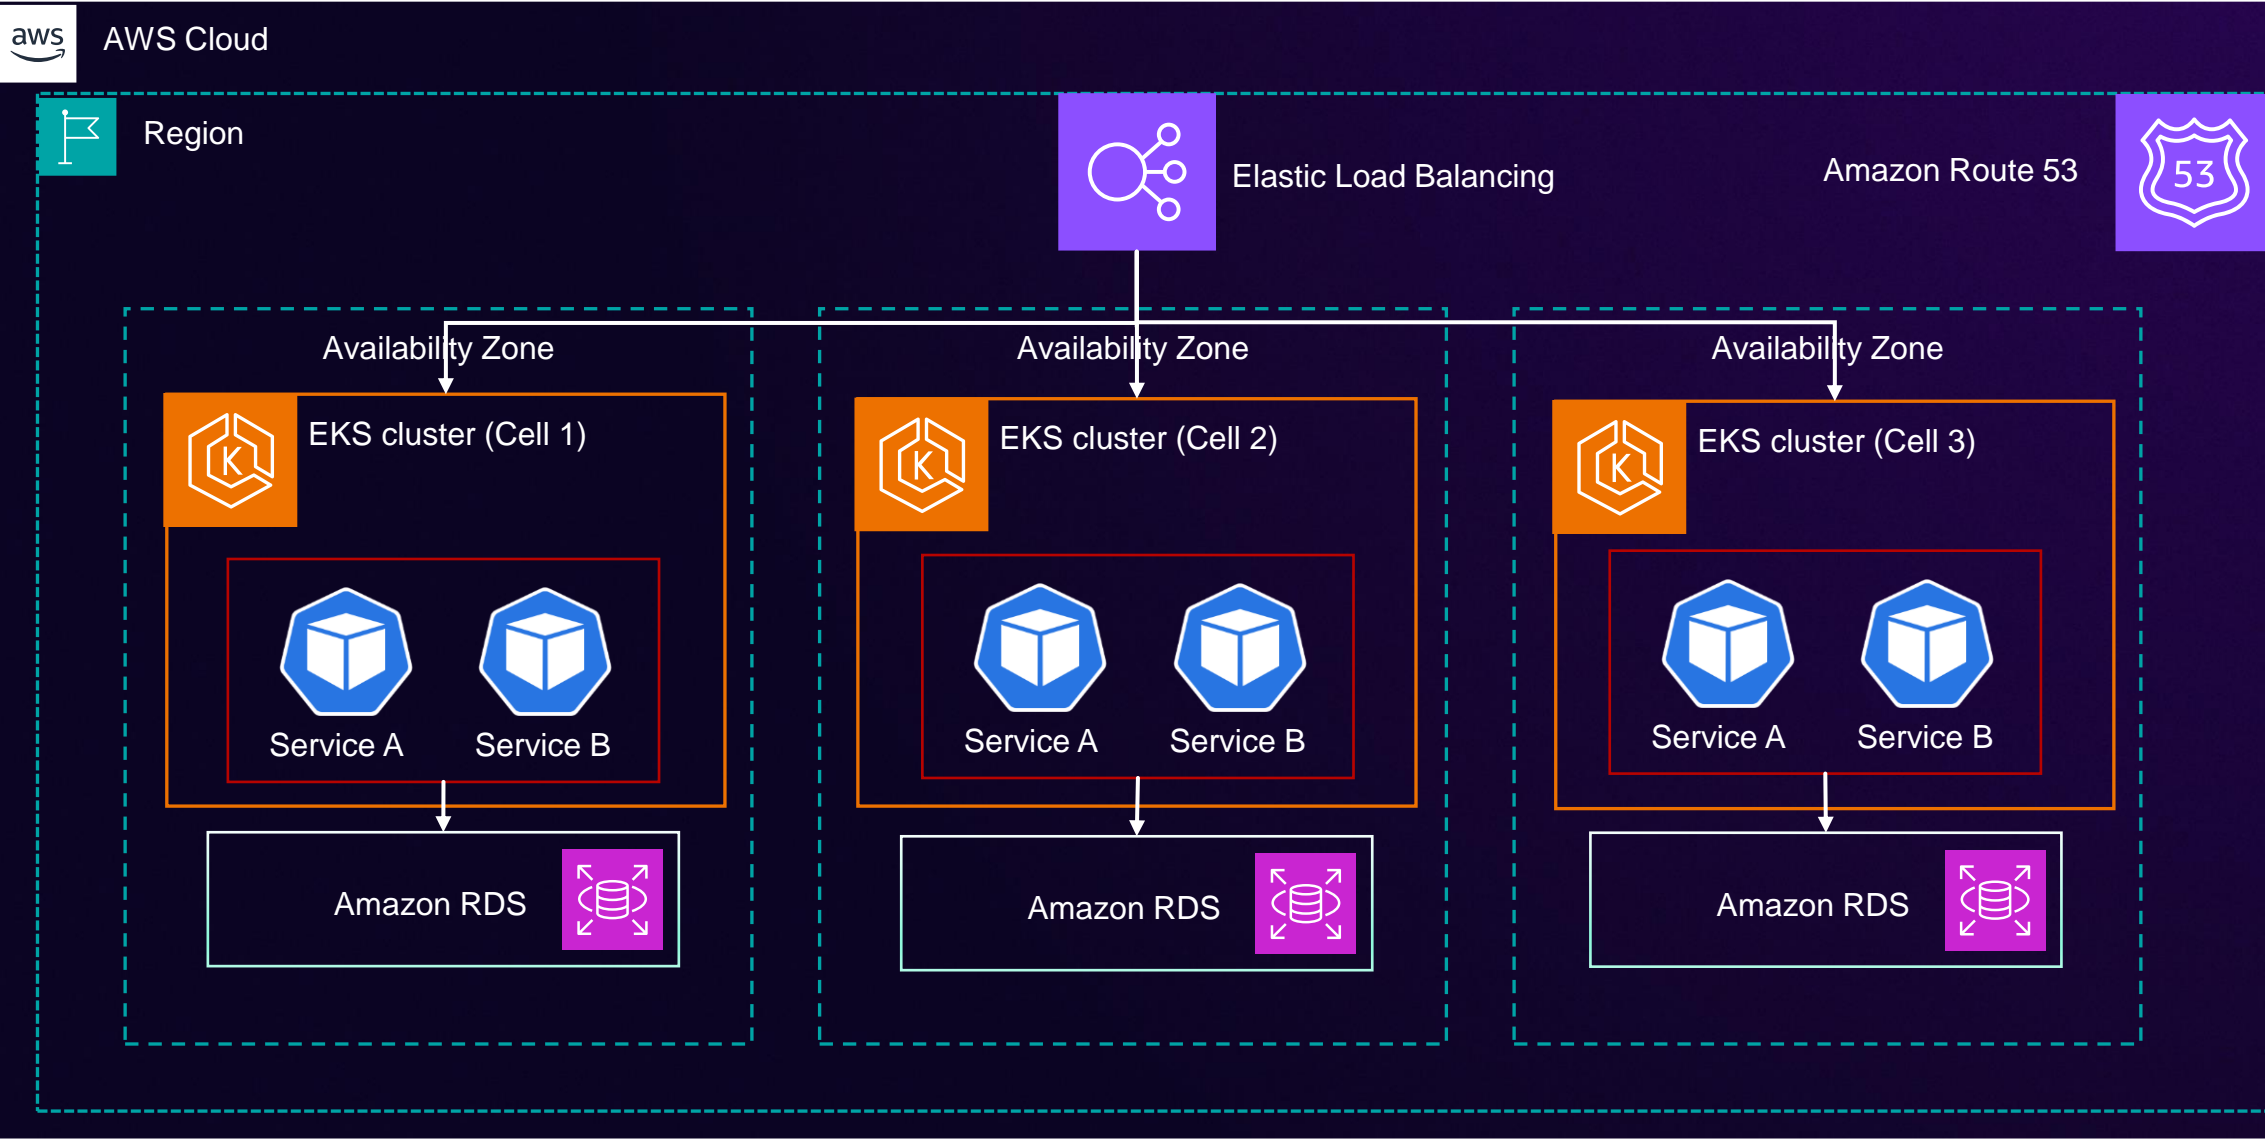 aws
AWS Cloud
Region
Elastic Load Balancing
Amazon Route 53
53
Availability Zone
Availability Zone
Availability Zone
K
EKS cluster (Cell 1)
K
EKS cluster (Cell 2)
K
EKS cluster (Cell 3)
Service A
Service B
Service A
Service B
Service A
Service B
Amazon RDS
Amazon RDS
Amazon RDS